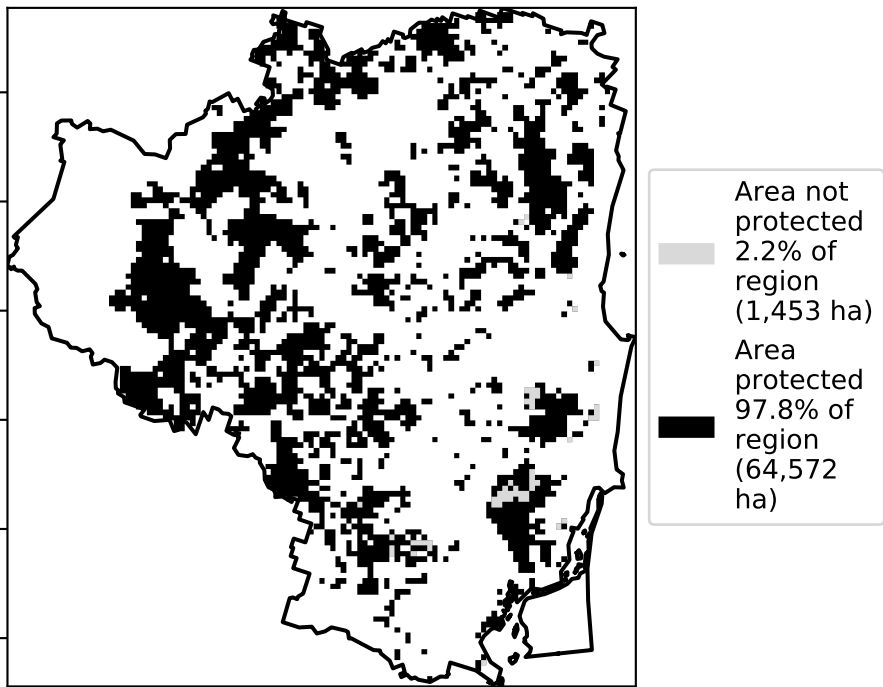 Area not
protected
2.2% of
region
(1,453 ha)
Area
protected
97.8% of
region
(64,572
ha)